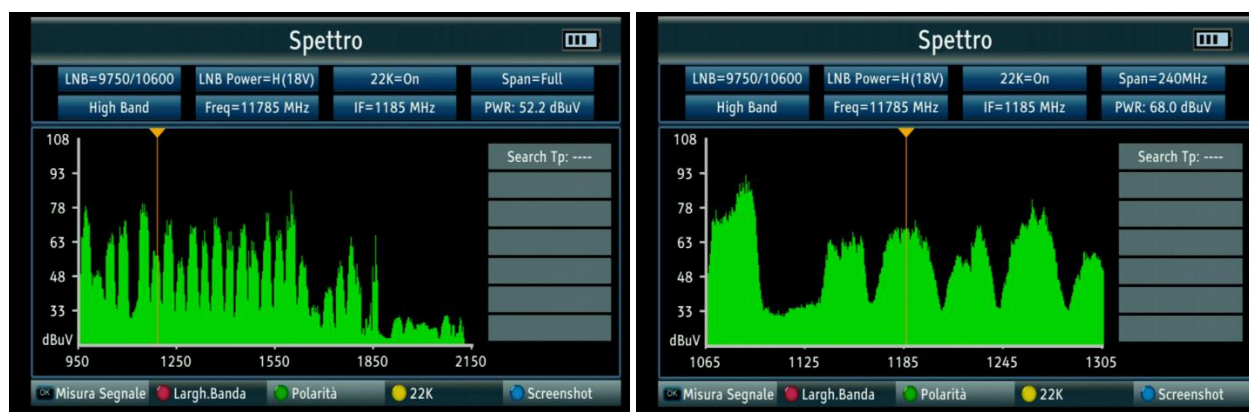 Spettro
LNB=9750/10600 LNB Power=H(18V) 22K=On Span=Full
High Band Freq=11785 MHz IF=1185 MHz PWR: 52.2 dBuV
108
93
78
63
48
33
dBuV
950 1250 1550 1850 2150
Search Tp: ----
OK Misura Segnale Largh.Banda Polarità 22K Screenshot
Spettro
LNB=9750/10600 LNB Power=H(18V) 22K=On Span=240MHz
High Band Freq=11785 MHz IF=1185 MHz PWR: 68.0 dBuV
108
93
78
63
48
33
dBuV
1065 1125 1185 1245 1305
Search Tp: ----
OK Misura Segnale Largh.Banda Polarità 22K Screenshot